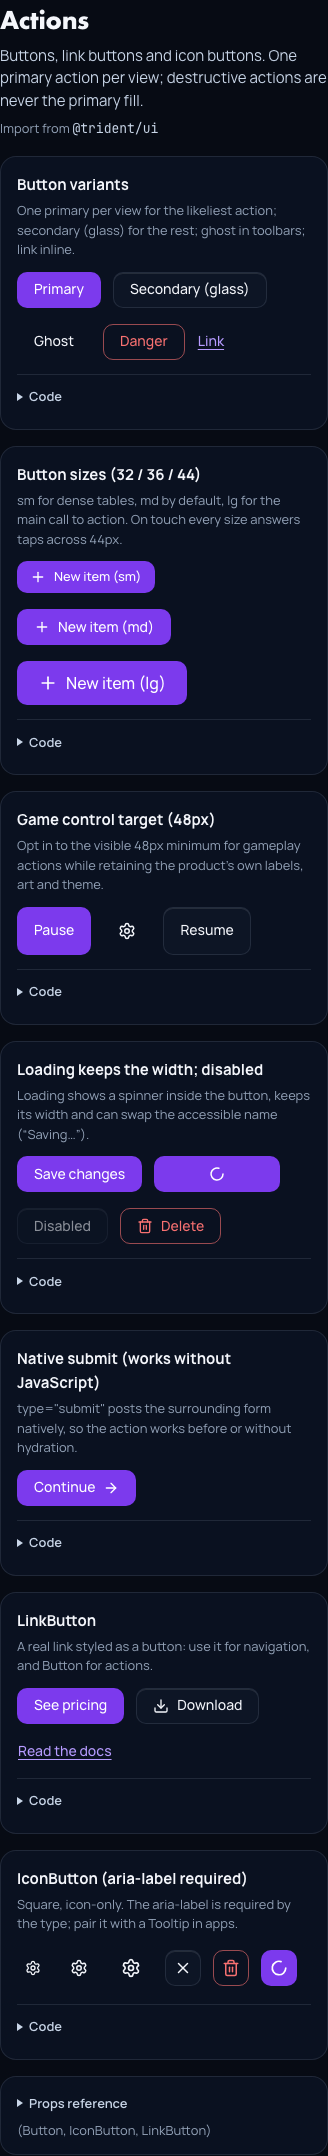 Actions
Buttons, link buttons and icon buttons. One
primary action per view; destructive actions are
never the primary fill.
Import from @trident/ui
Button variants
One primary per view for the likeliest action;
secondary (glass) for the rest; ghost in toolbars;
link inline.
Primary
Secondary (glass)
Ghost
Danger
Link
Code
Button sizes (32 / 36 / 44)
sm for dense tables, md by default, lg for the
main call to action. On touch every size answers
taps across 44px.
New item (sm)
New item (md)
New item (lg)
Code
Game control target (48px)
Opt in to the visible 48px minimum for gameplay
actions while retaining the product's own labels,
art and theme.
Pause
Resume
Code
Loading keeps the width; disabled
Loading shows a spinner inside the button, keeps
its width and can swap the accessible name
("Saving…").
Save changes
Disabled
Delete
Code
Native submit (works without
JavaScript)
type="submit" posts the surrounding form
natively, so the action works before or without
hydration.
Continue
Code
LinkButton
A real link styled as a button: use it for navigation,
and Button for actions.
See pricing
Download
Read the docs
Code
IconButton (aria-label required)
Square, icon-only. The aria-label is required by
the type; pair it with a Tooltip in apps.
Code
Props reference
(Button, IconButton, LinkButton)